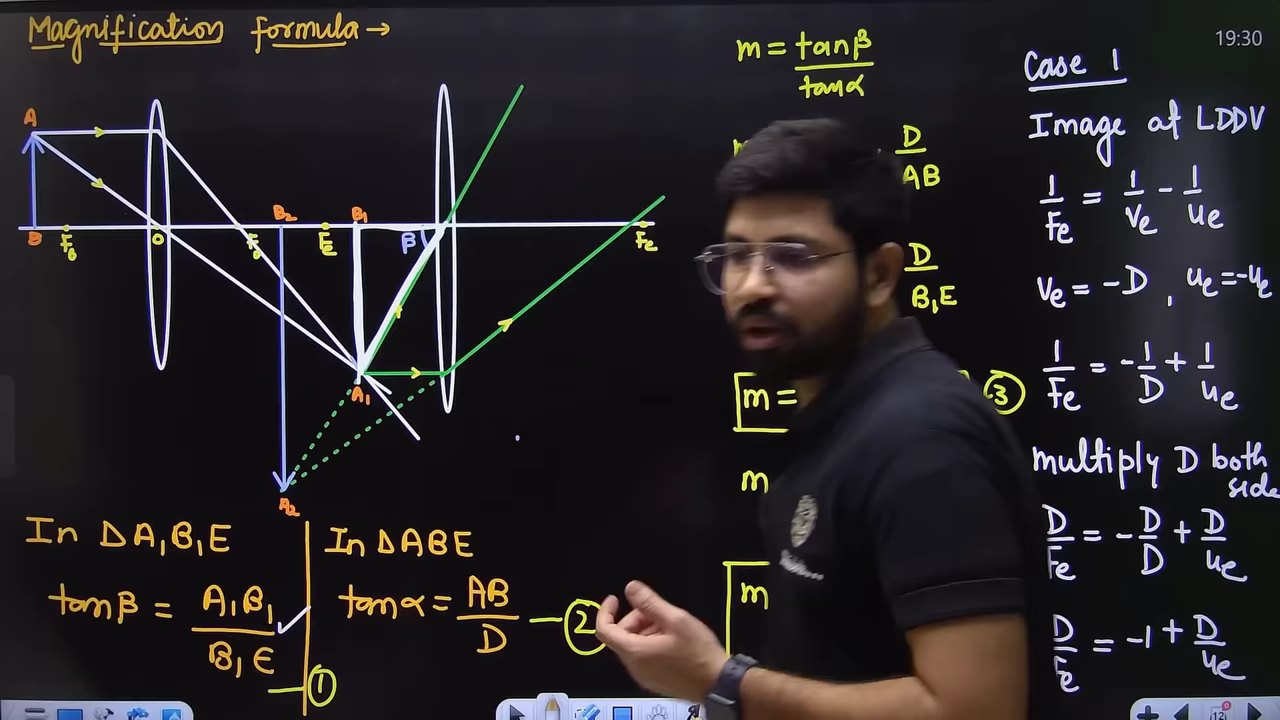 Magnification formula →
19:30
m = tanβ / tanα
D / AB
D / B₁E
m =
③
m
m
Case 1
Image at LDDV
1/Fe = 1/ve - 1/ue
ve = -D , ue = -ue
1/Fe = -1/D + 1/ue
multiply D both
side
D/Fe = -D/D + D/ue
D/Fe = -1 + D/ue
A
B
F₀
O
F₀
B₂
Fe
B₁
β
Fe
A₁
A₂
In ΔA₁B₁E
tanβ = A₁B₁ / B₁E
— ①
In ΔABE
tanα = AB / D — ②